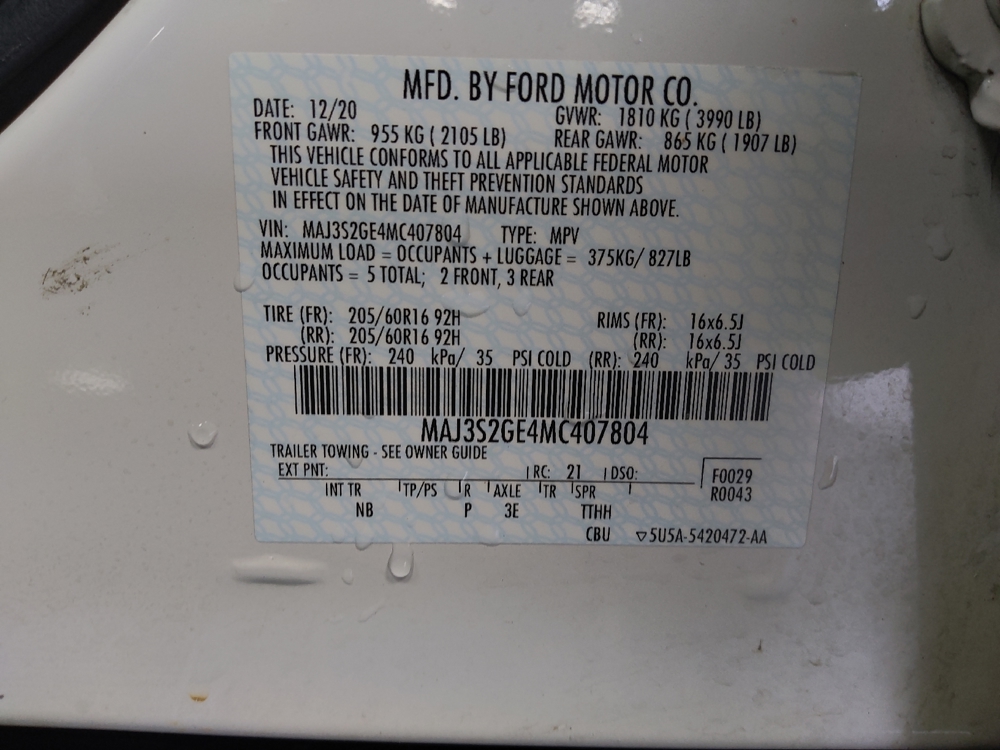 MFD. BY FORD MOTOR CO.
DATE: 12/20 GVWR: 1810 KG ( 3990 LB)
FRONT GAWR: 955 KG ( 2105 LB) REAR GAWR: 865 KG ( 1907 LB)
THIS VEHICLE CONFORMS TO ALL APPLICABLE FEDERAL MOTOR
VEHICLE SAFETY AND THEFT PREVENTION STANDARDS
IN EFFECT ON THE DATE OF MANUFACTURE SHOWN ABOVE.
VIN: MAJ3S2GE4MC407804 TYPE: MPV
MAXIMUM LOAD = OCCUPANTS + LUGGAGE = 375KG/ 827LB
OCCUPANTS = 5 TOTAL; 2 FRONT, 3 REAR
TIRE (FR): 205/60R16 92H RIMS (FR): 16x6.5J
(RR): 205/60R16 92H (RR): 16x6.5J
PRESSURE (FR): 240 kPa/ 35 PSI COLD (RR): 240 kPa/ 35 PSI COLD
MAJ3S2GE4MC407804
TRAILER TOWING - SEE OWNER GUIDE
EXT PNT: RC: 21 DSO: F0029
R0043
INT TR TP/PS R AXLE TR SPR
NB P 3E TTHH
CBU ▽5U5A-5420472-AA